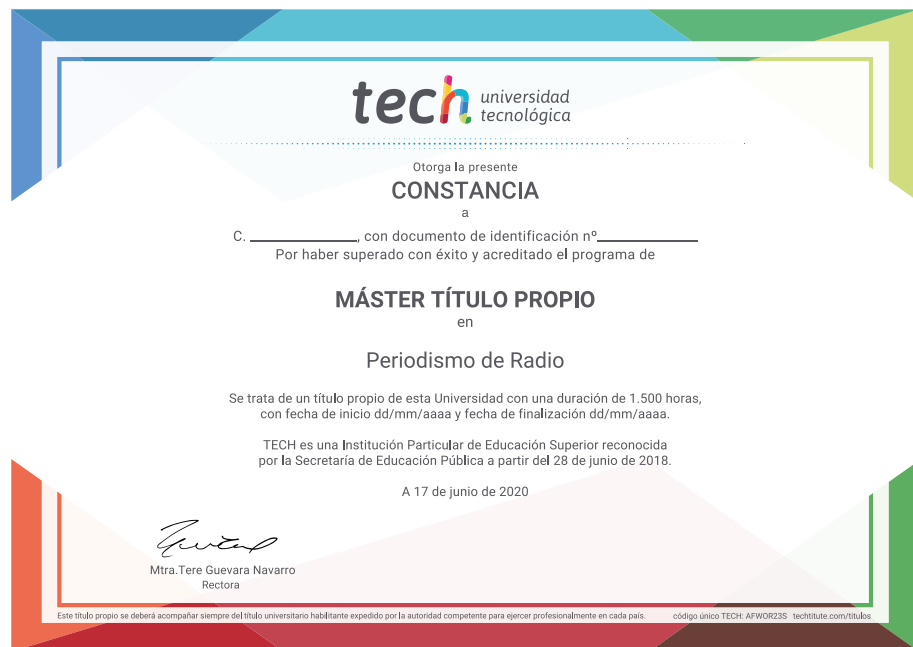 tech universidad
tecnológica
Otorga la presente
CONSTANCIA
a
C. ____________, con documento de identificación nº____________
Por haber superado con éxito y acreditado el programa de
MÁSTER TÍTULO PROPIO
en
Periodismo de Radio
Se trata de un título propio de esta Universidad con una duración de 1.500 horas,
con fecha de inicio dd/mm/aaaa y fecha de finalización dd/mm/aaaa.
TECH es una Institución Particular de Educación Superior reconocida
por la Secretaría de Educación Pública a partir del 28 de junio de 2018.
A 17 de junio de 2020
Mtra.Tere Guevara Navarro
Rectora
Este título propio se deberá acompañar siempre del título universitario habilitante expedido por la autoridad competente para ejercer profesionalmente en cada país. código único TECH: AFWOR23S techtitute.com/titulos